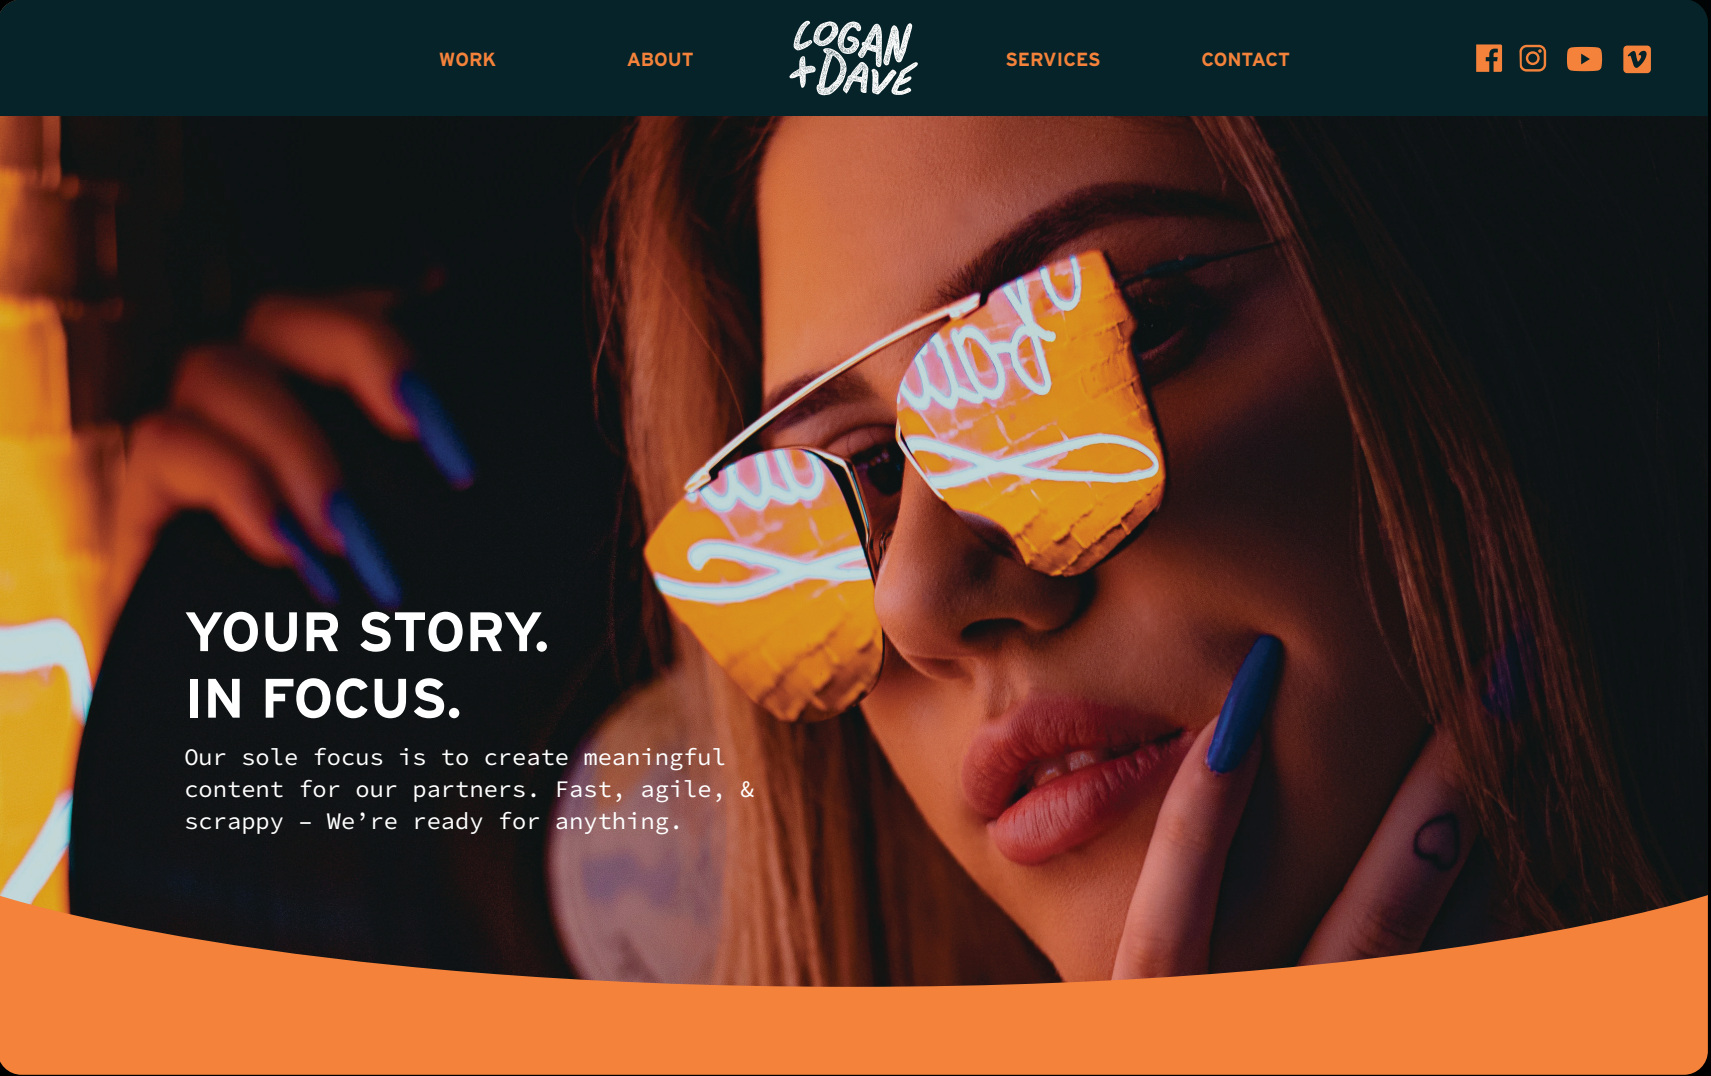 WORK
ABOUT
LOGAN
+DAVE
SERVICES
CONTACT
YOUR STORY.
IN FOCUS.
Our sole focus is to create meaningful
content for our partners. Fast, agile, &
scrappy – We’re ready for anything.